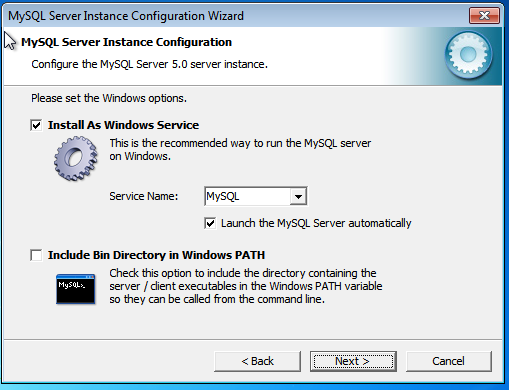 MySQL Server Instance Configuration Wizard
MySQL Server Instance Configuration
Configure the MySQL Server 5.0 server instance.
Please set the Windows options.
Install As Windows Service
This is the recommended way to run the MySQL server
on Windows.
Service Name:
MySQL
Launch the MySQL Server automatically
Include Bin Directory in Windows PATH
MySQL>_
Check this option to include the directory containing the
server / client executables in the Windows PATH variable
so they can be called from the command line.
< Back
Next >
Cancel